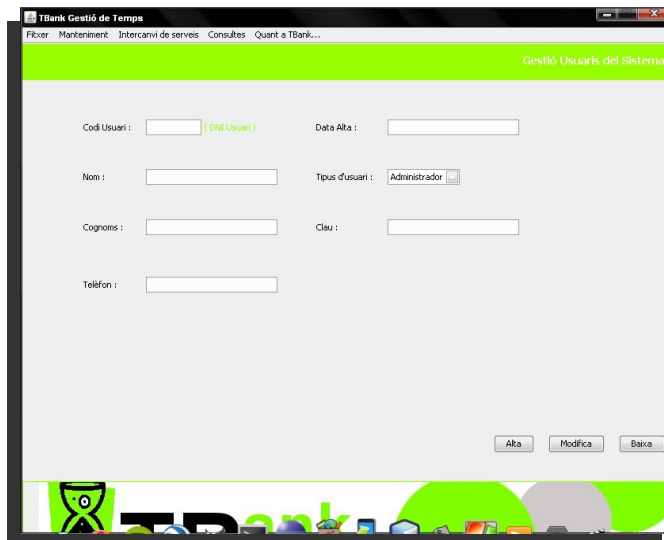 TBank Gestió de Temps
Fitxer Manteniment Intercanvi de serveis Consultes Quant a TBank...
Gestió Usuaris del Sistema
Codi Usuari : ( DNI Usuari ) Data Alta :
Nom : Tipus d'usuari : Administrador
Cognoms : Clau :
Telèfon :
Alta Modifica Baixa
TBank